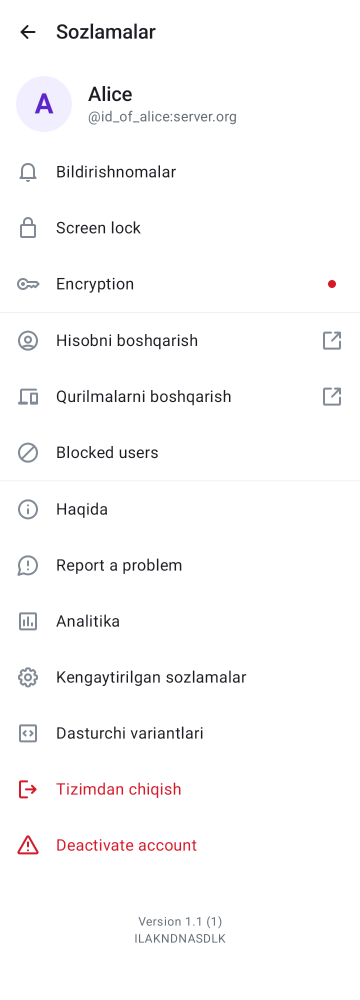 Sozlamalar
A
Alice
@id_of_alice:server.org
Bildirishnomalar
Screen lock
Encryption
Hisobni boshqarish
Qurilmalarni boshqarish
Blocked users
Haqida
Report a problem
Analitika
Kengaytirilgan sozlamalar
Dasturchi variantlari
Tizimdan chiqish
Deactivate account
Version 1.1 (1)
ILAKNDNASDLK